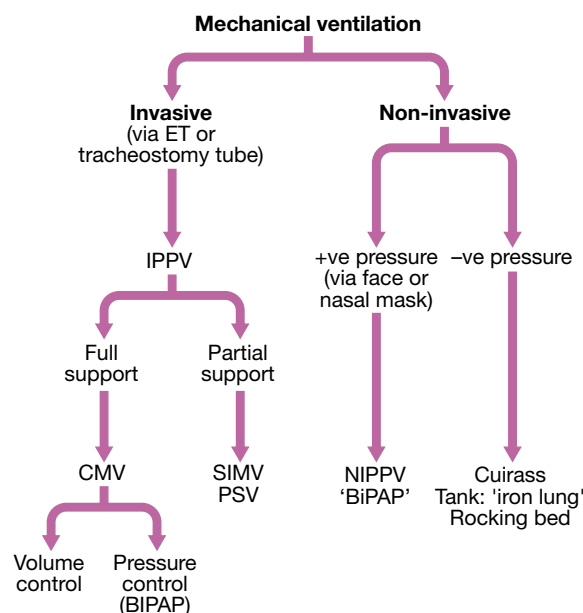 Mechanical ventilation
Invasive
(via ET or
tracheostomy tube)
Non-invasive
IPPV
+ve pressure
(via face or
nasal mask)
–ve pressure
Full
support
Partial
support
CMV
SIMV
PSV
NIPPV
‘BiPAP’
Cuirass
Tank: 'iron lung'
Rocking bed
Volume
control
Pressure
control
(BIPAP)